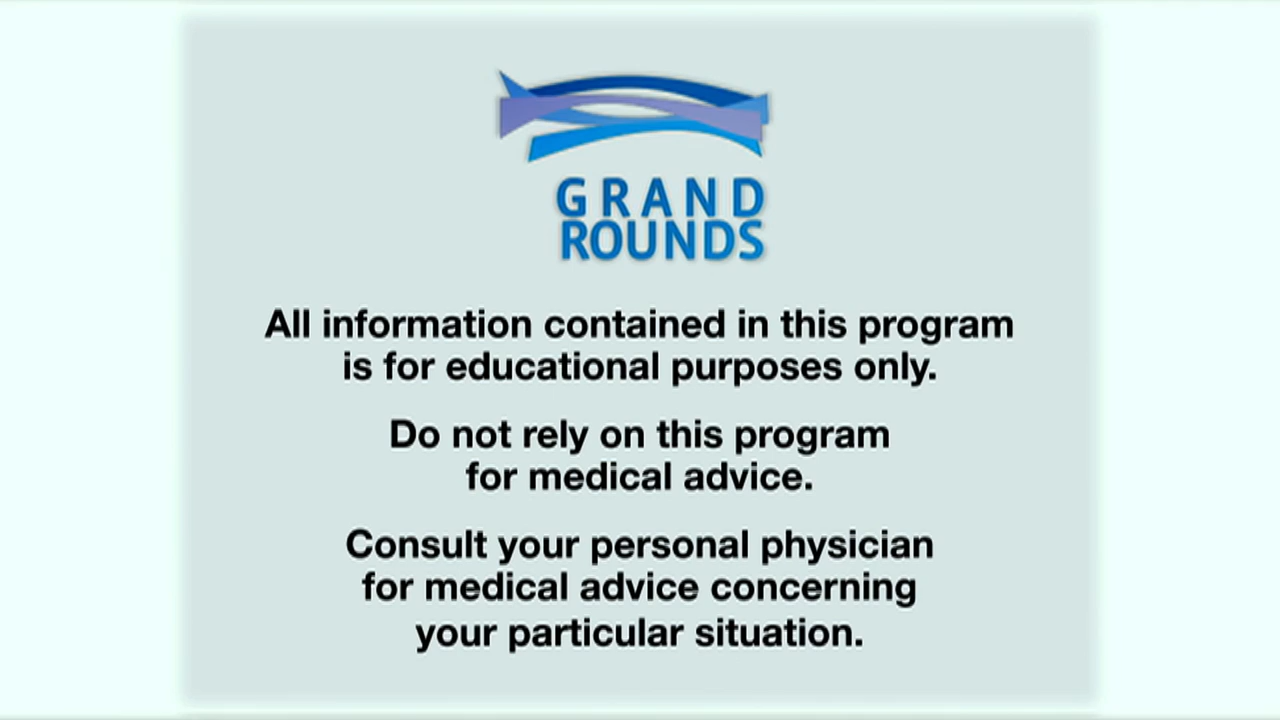 GRAND
ROUNDS
All information contained in this program
is for educational purposes only.
Do not rely on this program
for medical advice.
Consult your personal physician
for medical advice concerning
your particular situation.